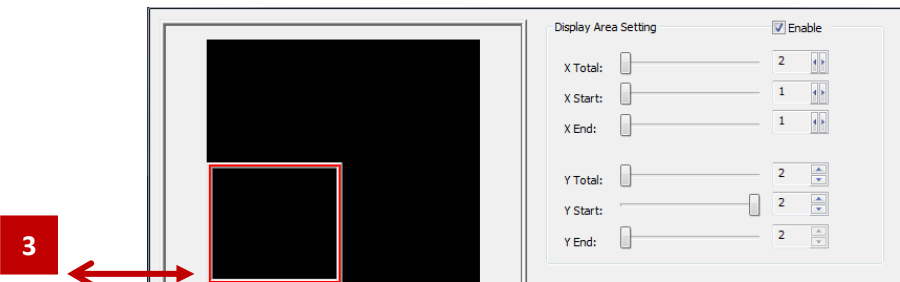 Display Area Setting Enable
X Total: 2
X Start: 1
X End: 1
Y Total: 2
Y Start: 2
Y End: 2
3